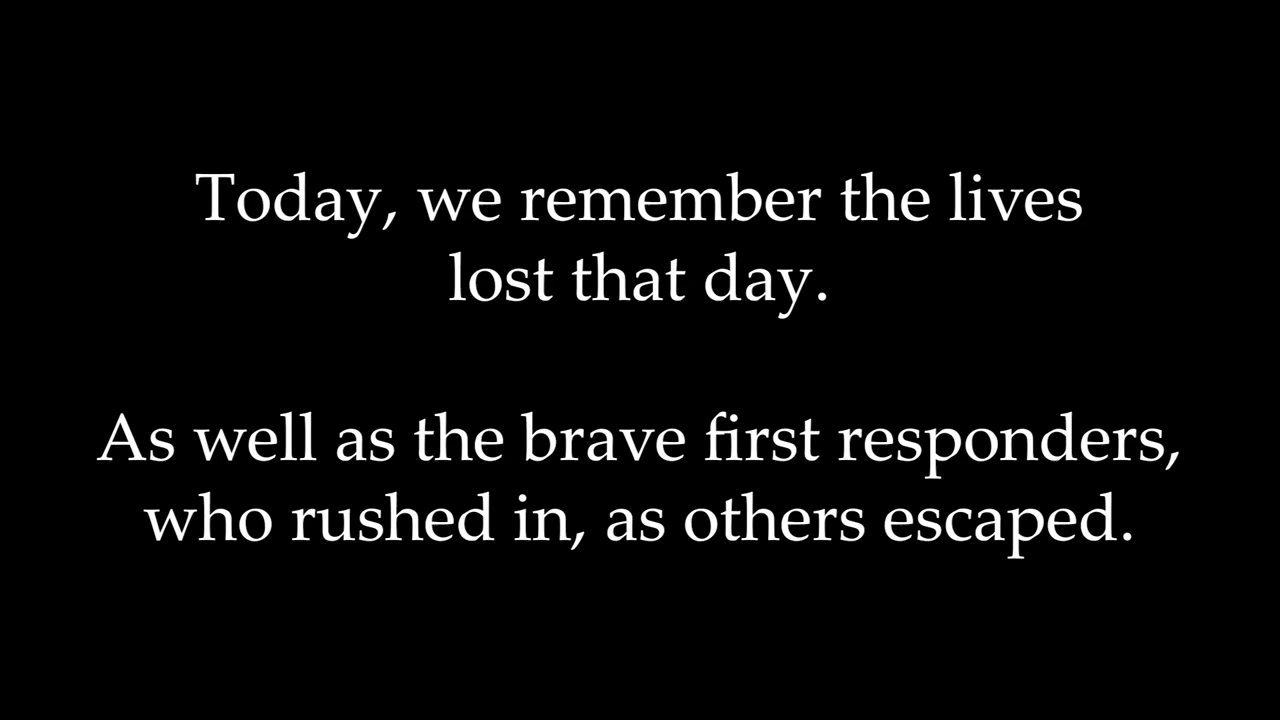 Today, we remember the lives
lost that day.
As well as the brave first responders,
who rushed in, as others escaped.